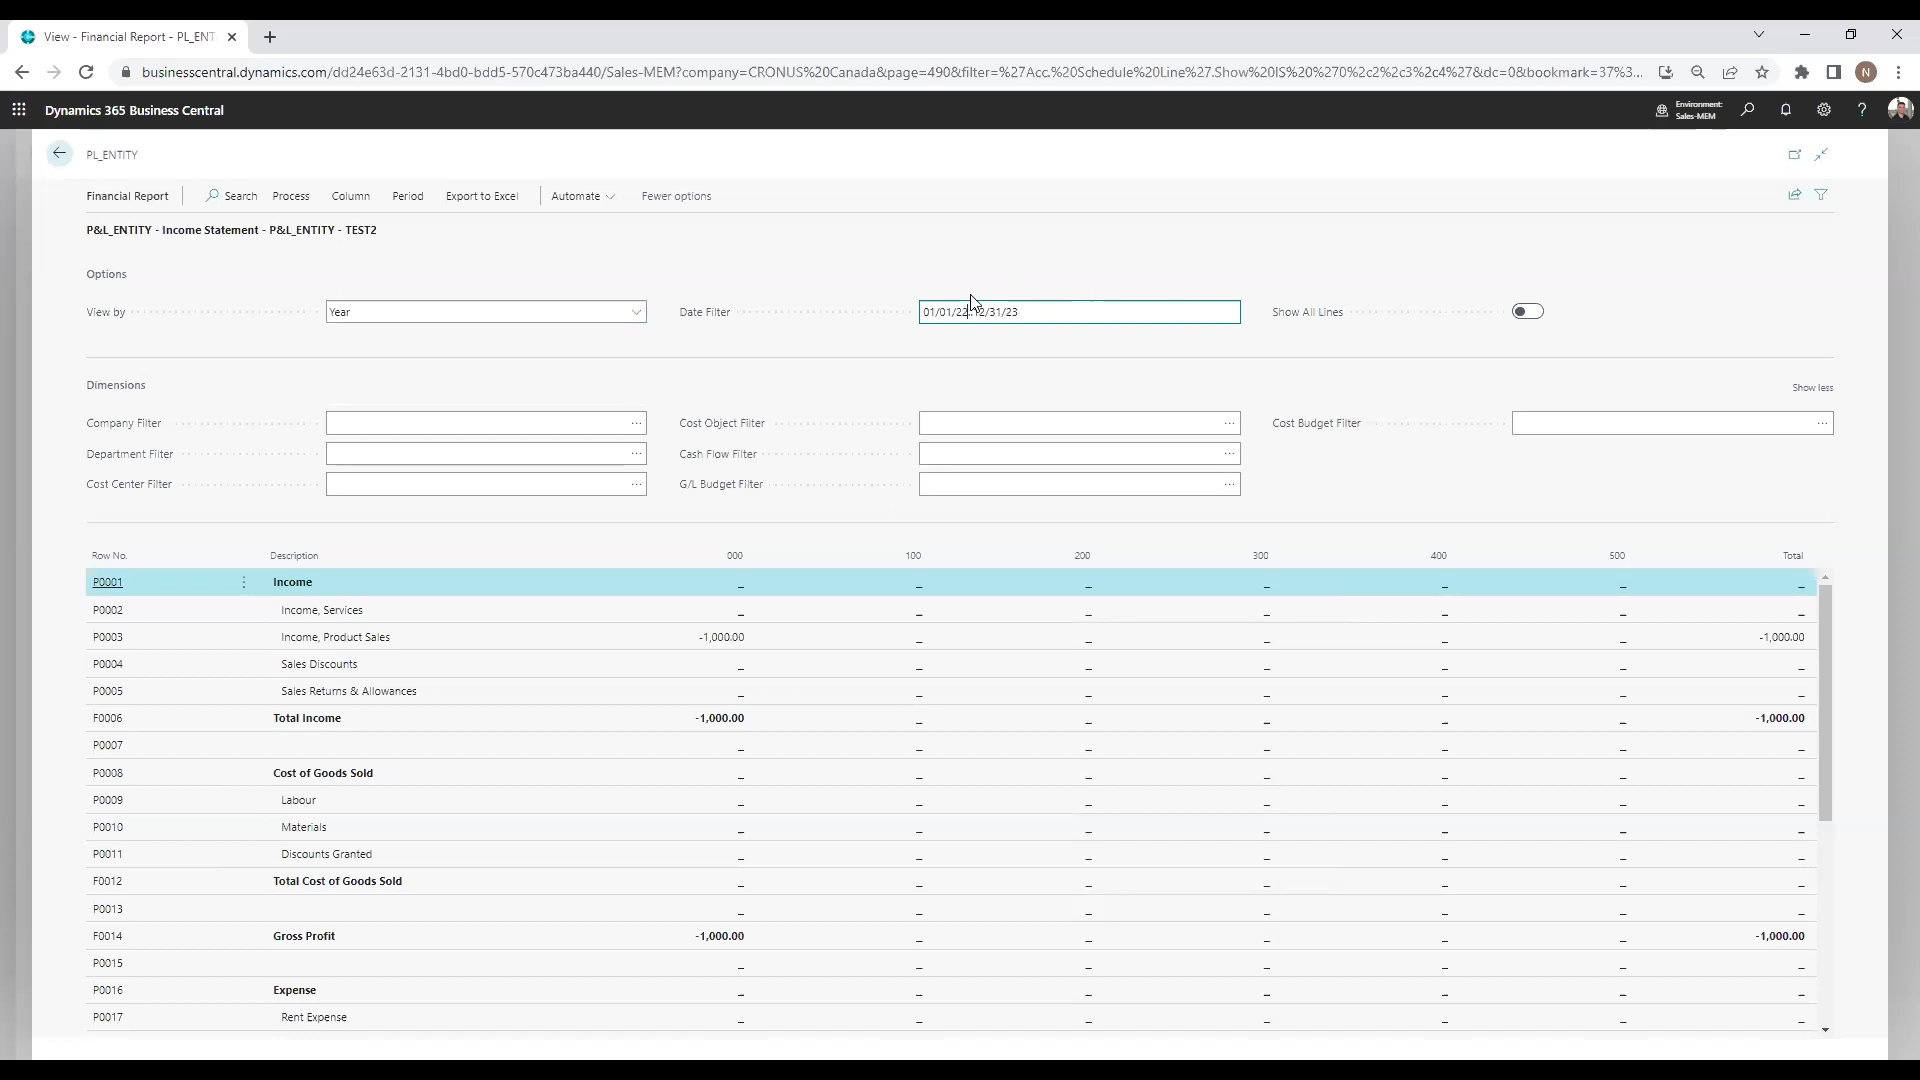 View - Financial Report - PL_ENT
businesscentral.dynamics.com/dd24e63d-2131-4bd0-bdd5-570c473ba440/Sales-MEM?company=CRONUS%20Canada&page=490&filter=%27Acc.%20Schedule%20Line%27.Show%20IS%20%270%2c2%2c3%2c4%27&dc=0&bookmark=37%3... N
Dynamics 365 Business Central Environment: Sales-MEM ?
PL_ENTITY
Financial Report Search Process Column Period Export to Excel Automate Fewer options
P&L_ENTITY - Income Statement - P&L_ENTITY - TEST2
Options
View by Year Date Filter 01/01/22..12/31/23 Show All Lines
Dimensions Show less
Company Filter Cost Object Filter Cost Budget Filter
Department Filter Cash Flow Filter
Cost Center Filter G/L Budget Filter
Row No. Description 000 100 200 300 400 500 Total
P0001 Income _ _ _ _ _ _ _
P0002 Income, Services _ _ _ _ _ _ _
P0003 Income, Product Sales -1,000.00 _ _ _ _ _ -1,000.00
P0004 Sales Discounts _ _ _ _ _ _ _
P0005 Sales Returns & Allowances _ _ _ _ _ _ _
F0006 Total Income -1,000.00 _ _ _ _ _ -1,000.00
P0007 _ _ _ _ _ _ _
P0008 Cost of Goods Sold _ _ _ _ _ _ _
P0009 Labour _ _ _ _ _ _ _
P0010 Materials _ _ _ _ _ _ _
P0011 Discounts Granted _ _ _ _ _ _ _
F0012 Total Cost of Goods Sold _ _ _ _ _ _ _
P0013 _ _ _ _ _ _ _
F0014 Gross Profit -1,000.00 _ _ _ _ _ -1,000.00
P0015 _ _ _ _ _ _ _
P0016 Expense _ _ _ _ _ _ _
P0017 Rent Expense _ _ _ _ _ _ _